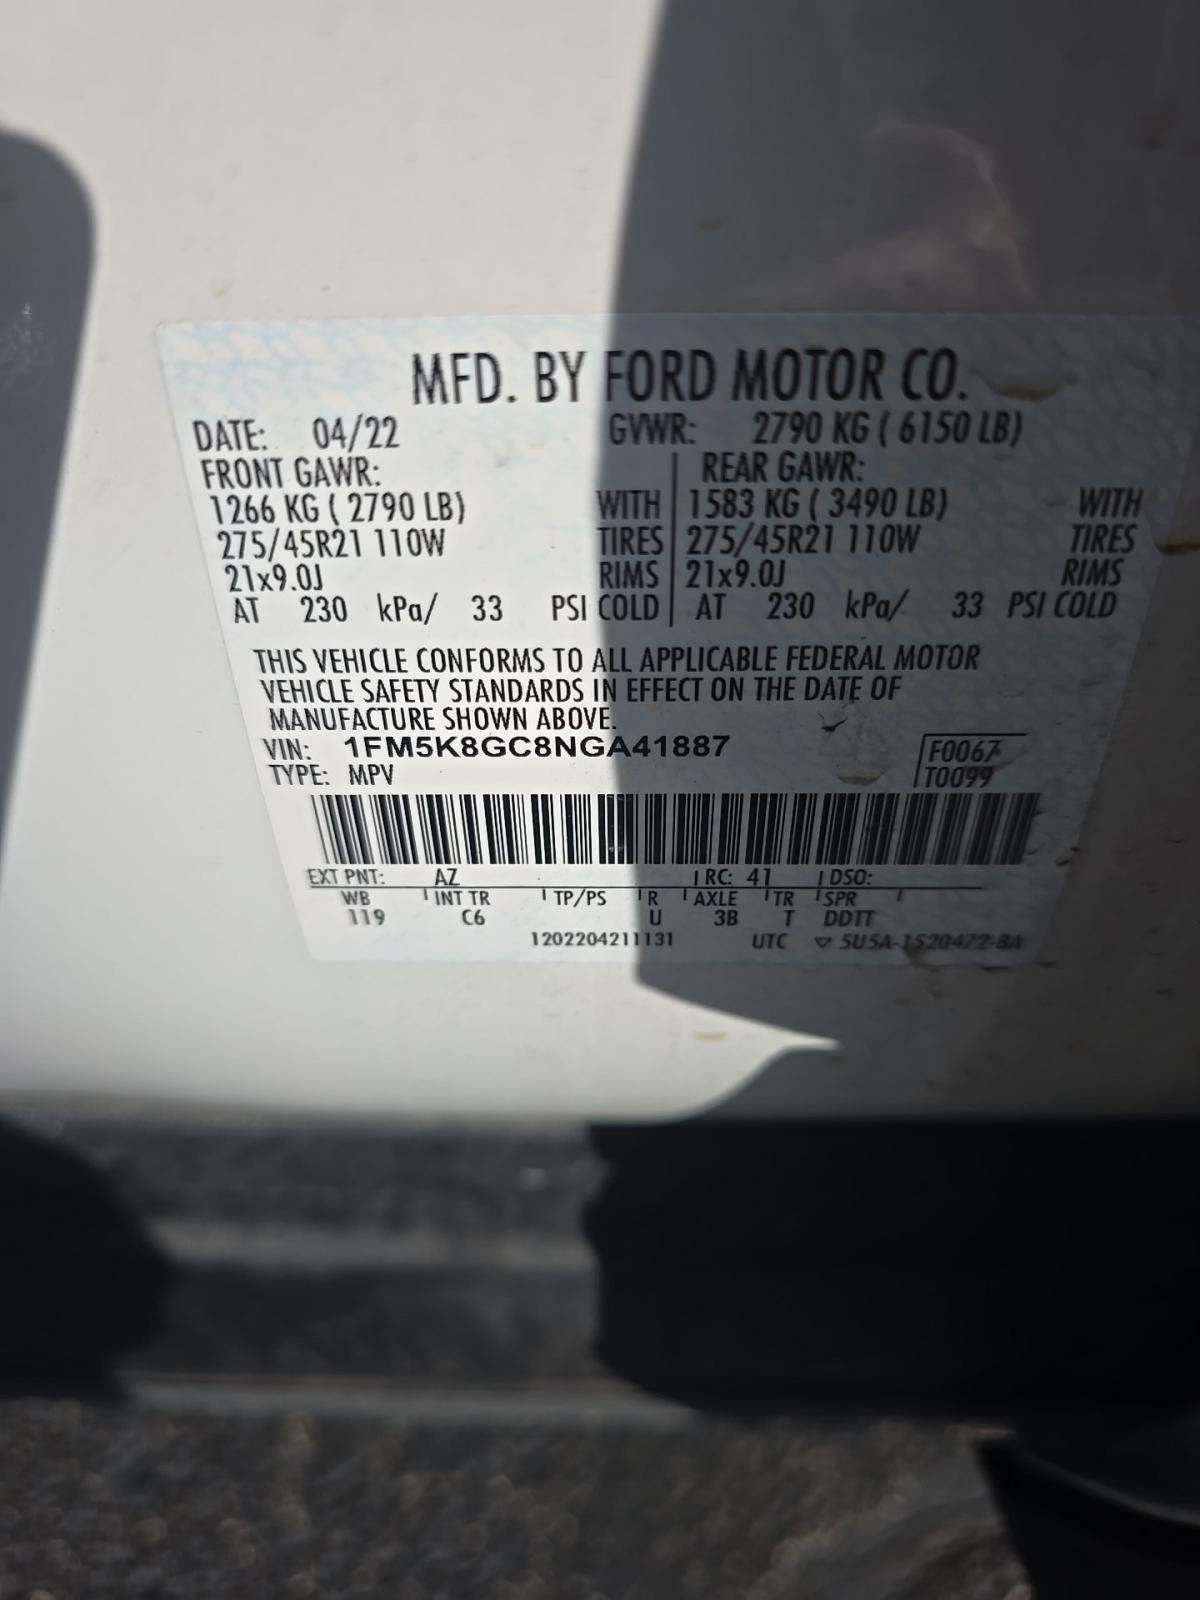 MFD. BY FORD MOTOR CO.
DATE: 04/22 GVWR: 2790 KG ( 6150 LB)
FRONT GAWR: REAR GAWR:
1266 KG ( 2790 LB) WITH 1583 KG ( 3490 LB) WITH
275/45R21 110W TIRES 275/45R21 110W TIRES
21x9.0J RIMS 21x9.0J RIMS
AT 230 kPa/ 33 PSI COLD AT 230 kPa/ 33 PSI COLD
THIS VEHICLE CONFORMS TO ALL APPLICABLE FEDERAL MOTOR
VEHICLE SAFETY STANDARDS IN EFFECT ON THE DATE OF
MANUFACTURE SHOWN ABOVE.
VIN: 1FM5K8GC8NGA41887 F0067
TYPE: MPV T0099
EXT PNT: AZ RC: 41 DSO:
WB INT TR TP/PS R AXLE TR SPR
119 C6 U 3B T DDTT
1202204211131 UTC ▽ 5U5A-1520472-BA